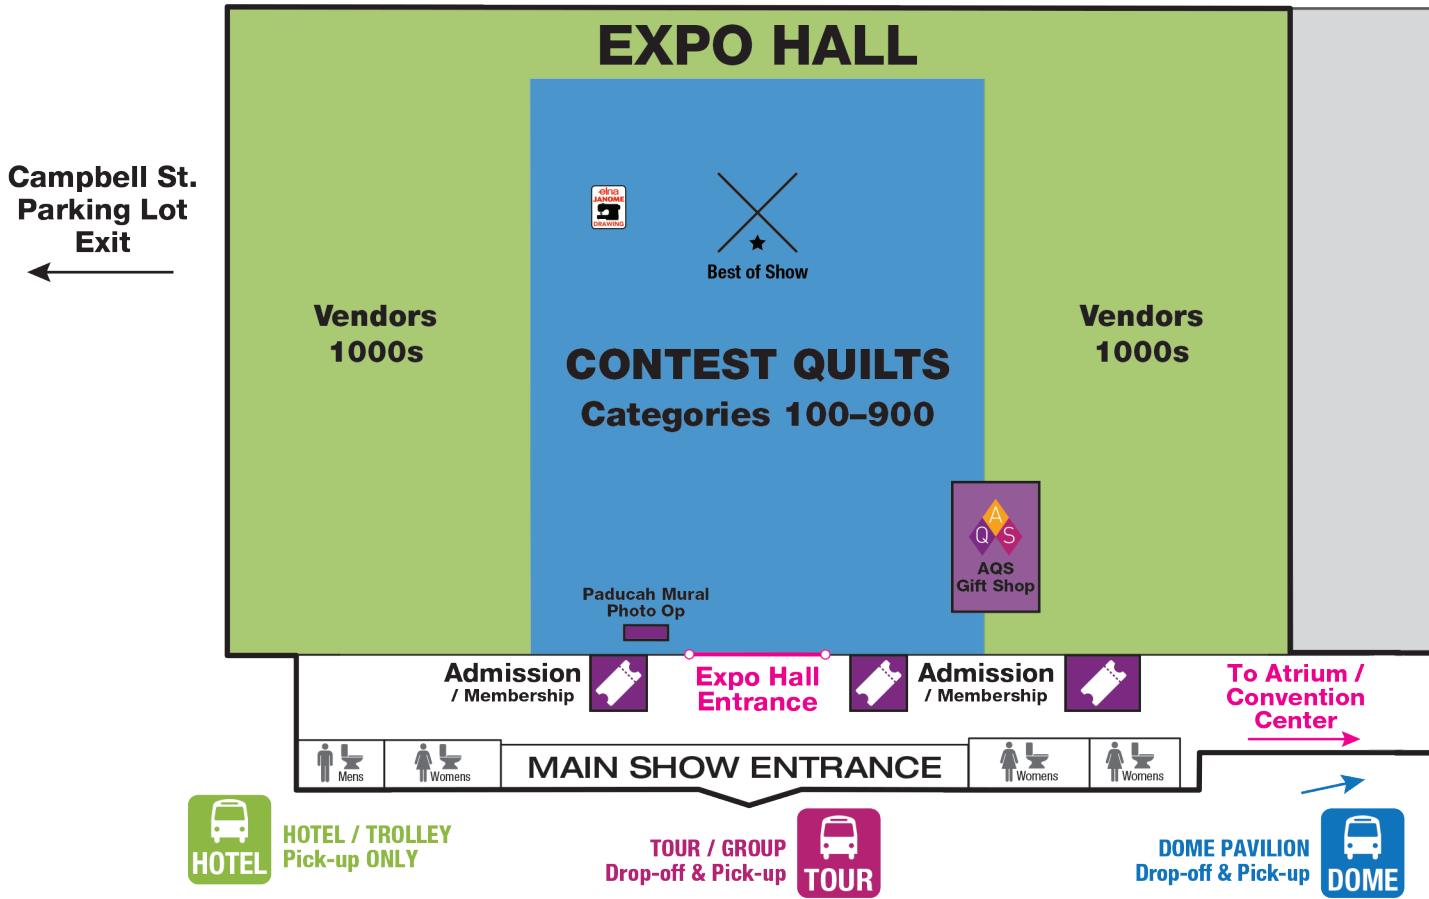 EXPO HALL
Campbell St.
Parking Lot
Exit
elna
JANOME
DRAWING
Best of Show
Vendors
1000s
CONTEST QUILTS
Categories 100–900
Vendors
1000s
A
Q S
AQS
Gift Shop
Paducah Mural
Photo Op
Admission
/ Membership
Expo Hall
Entrance
Admission
/ Membership
To Atrium /
Convention
Center
Mens
Womens
MAIN SHOW ENTRANCE
Womens
Womens
HOTEL
HOTEL / TROLLEY
Pick-up ONLY
TOUR / GROUP
Drop-off & Pick-up
TOUR
DOME PAVILION
Drop-off & Pick-up
DOME